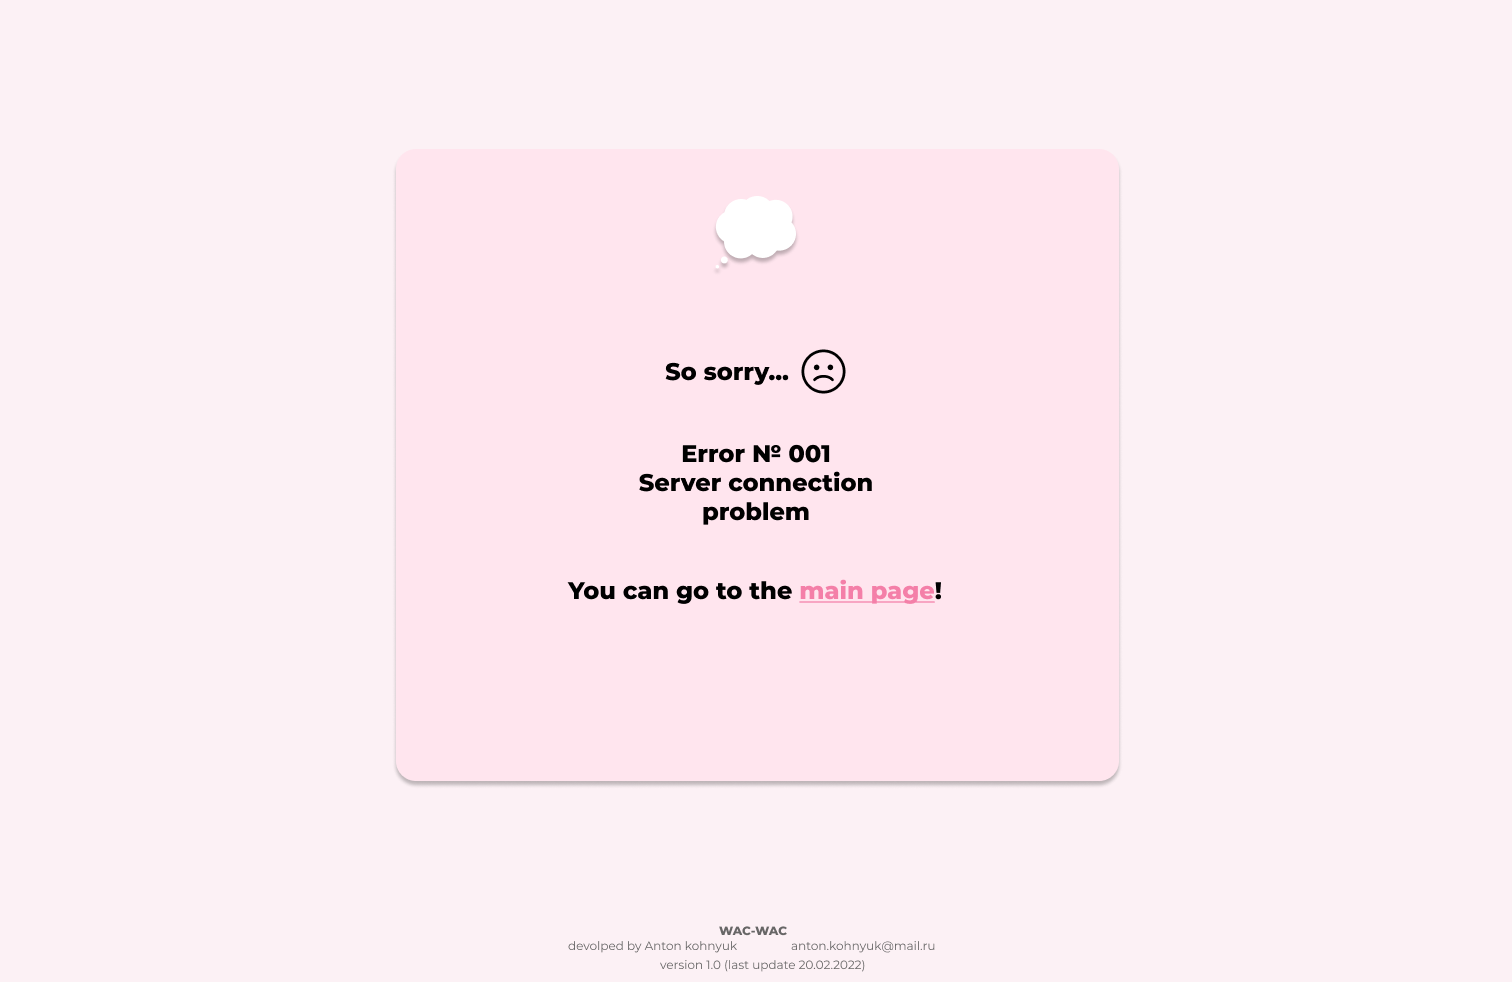 So sorry...
Error № 001
Server connection
problem
You can go to the main page!
WAC-WAC
devolped by Anton kohnyuk anton.kohnyuk@mail.ru
version 1.0 (last update 20.02.2022)